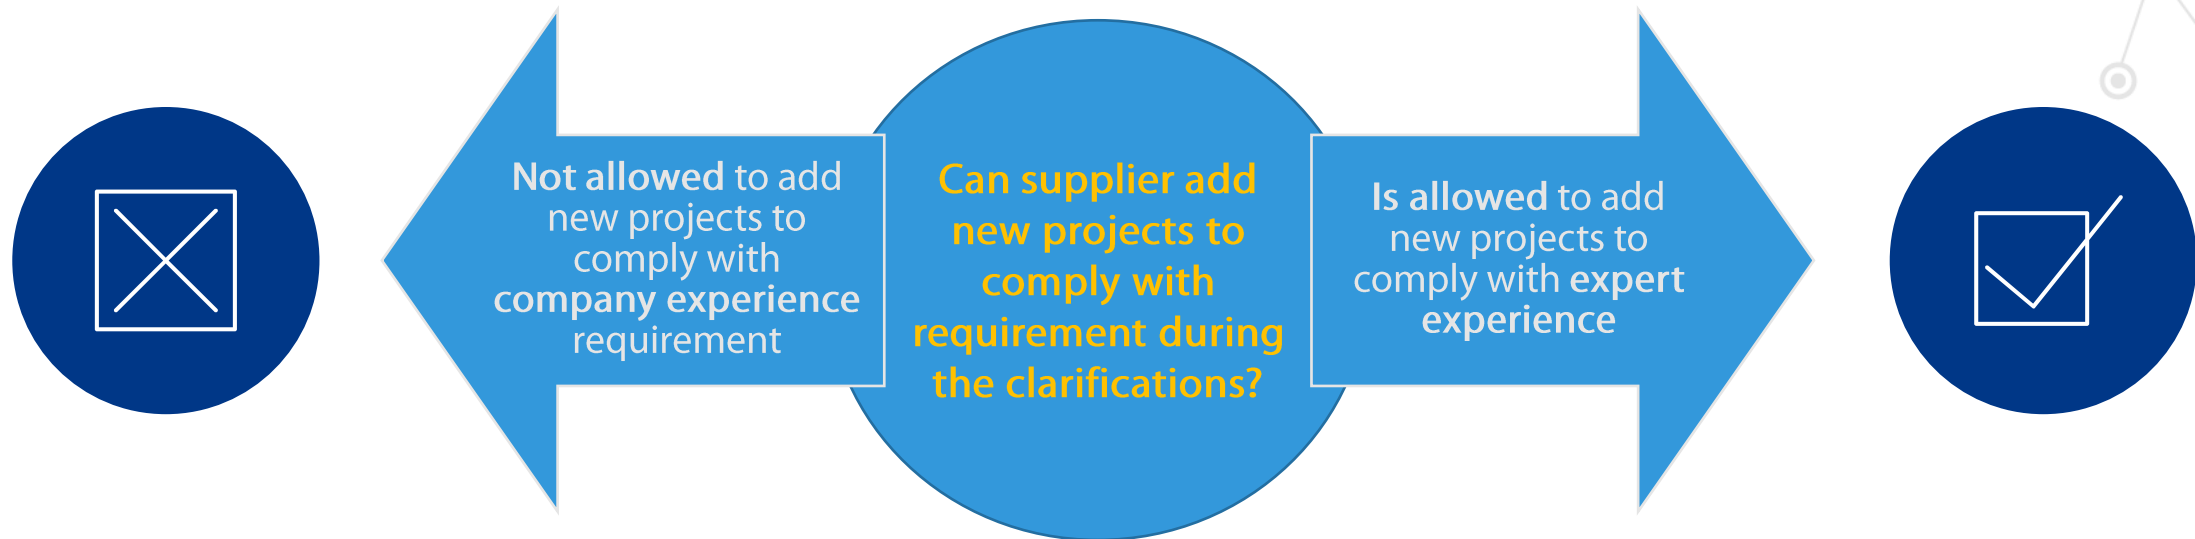 Not allowed to add
new projects to
comply with
company experience
requirement
Can supplier add
new projects to
comply with
requirement during
the clarifications?
Is allowed to add
new projects to
comply with expert
experience